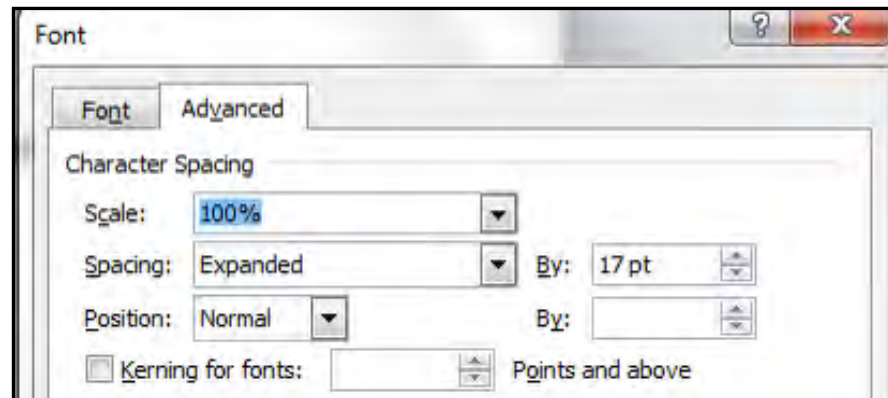 Font
Font Advanced
Character Spacing
Scale: 100%
Spacing: Expanded By: 17 pt
Position: Normal By:
Kerning for fonts: Points and above